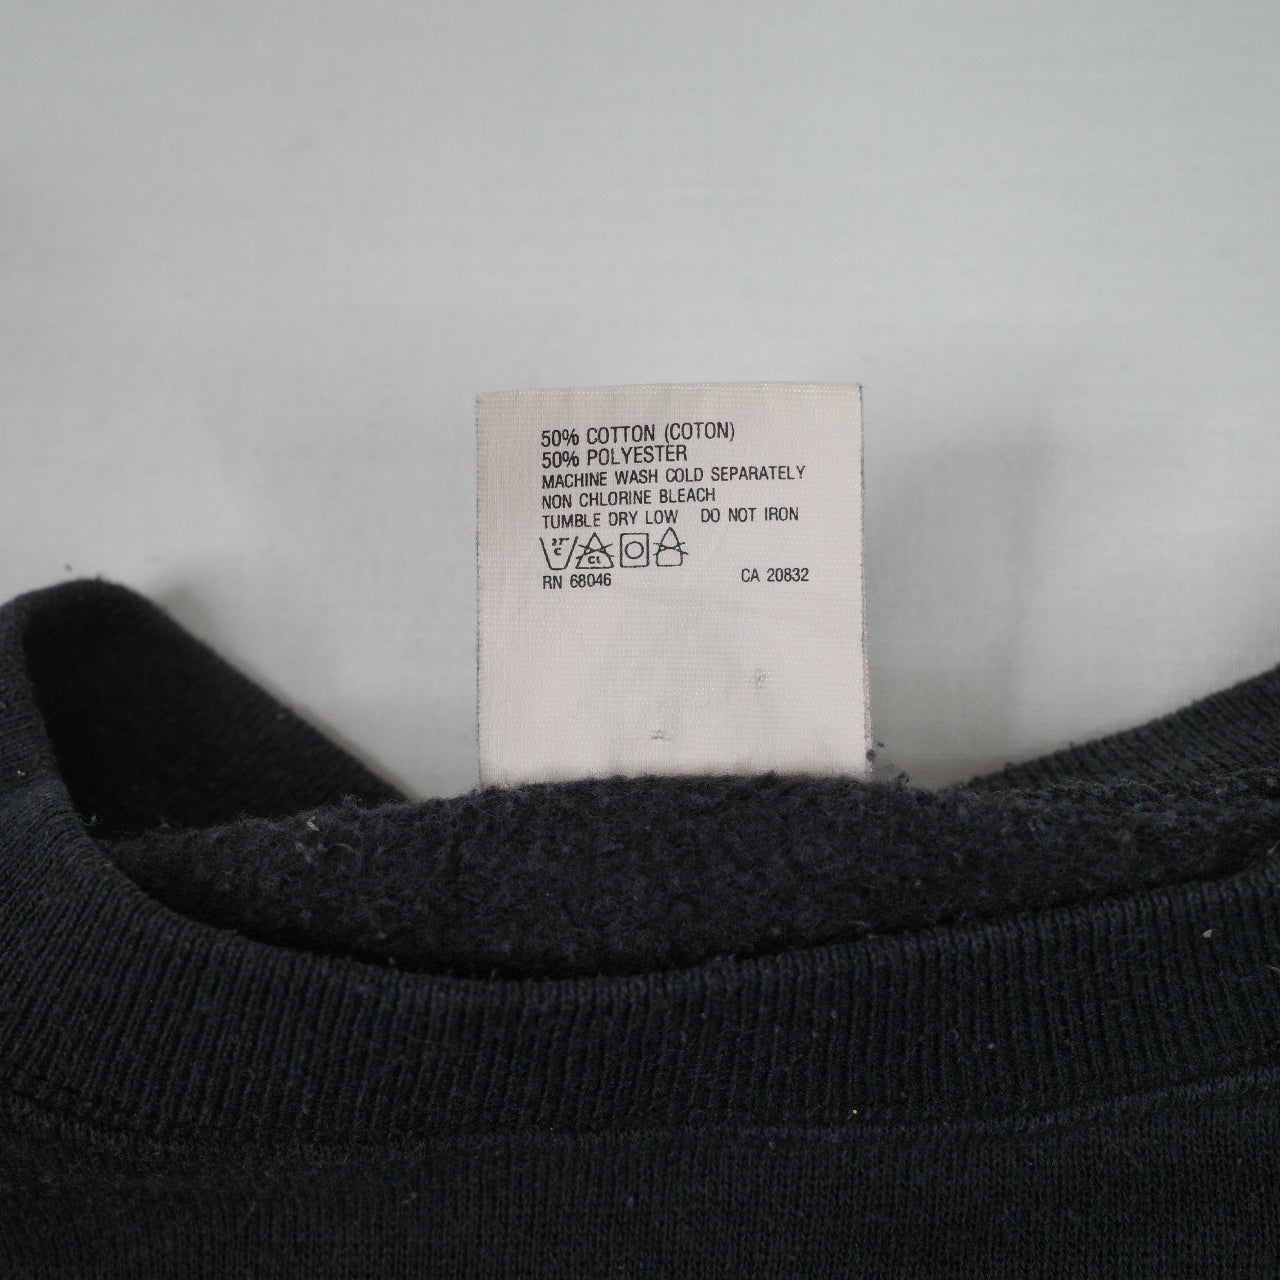 50% COTTON (COTON)
50% POLYESTER
MACHINE WASH COLD SEPARATELY
NON CHLORINE BLEACH
TUMBLE DRY LOW DO NOT IRON
CL
RN 68046 CA 20832